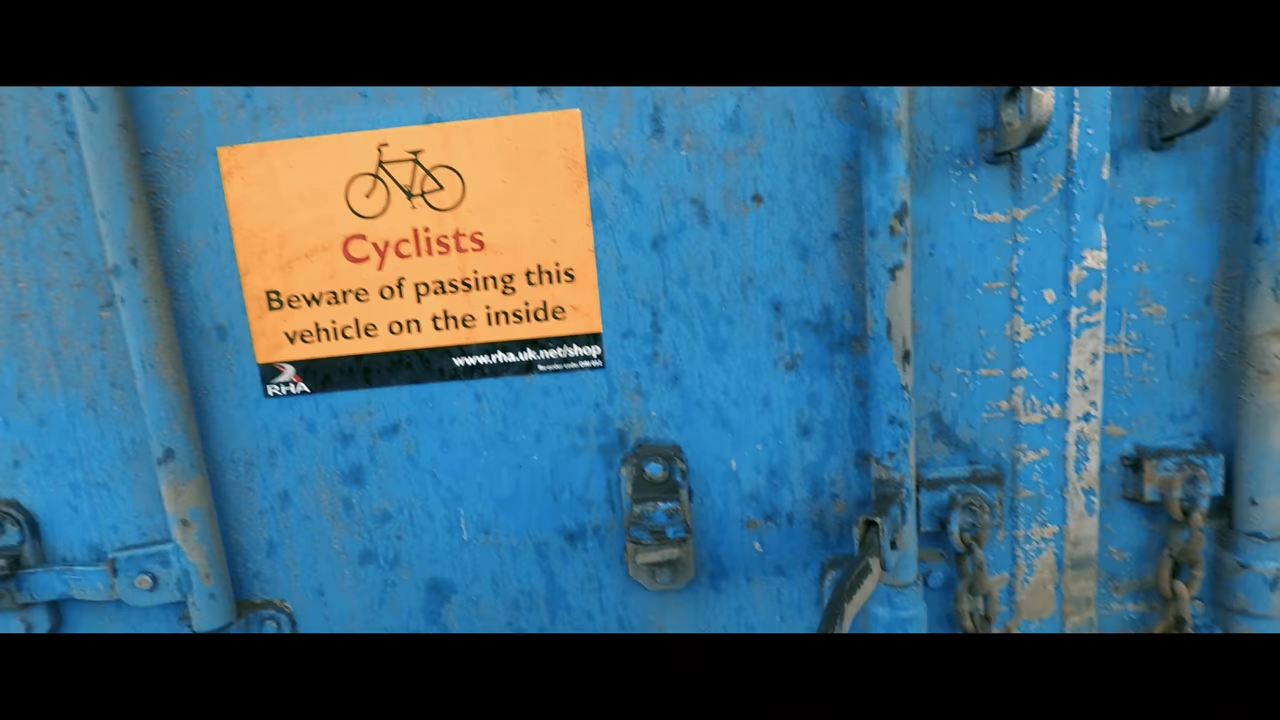 Cyclists
Beware of passing this
vehicle on the inside
www.rha.uk.net/shop
RHA